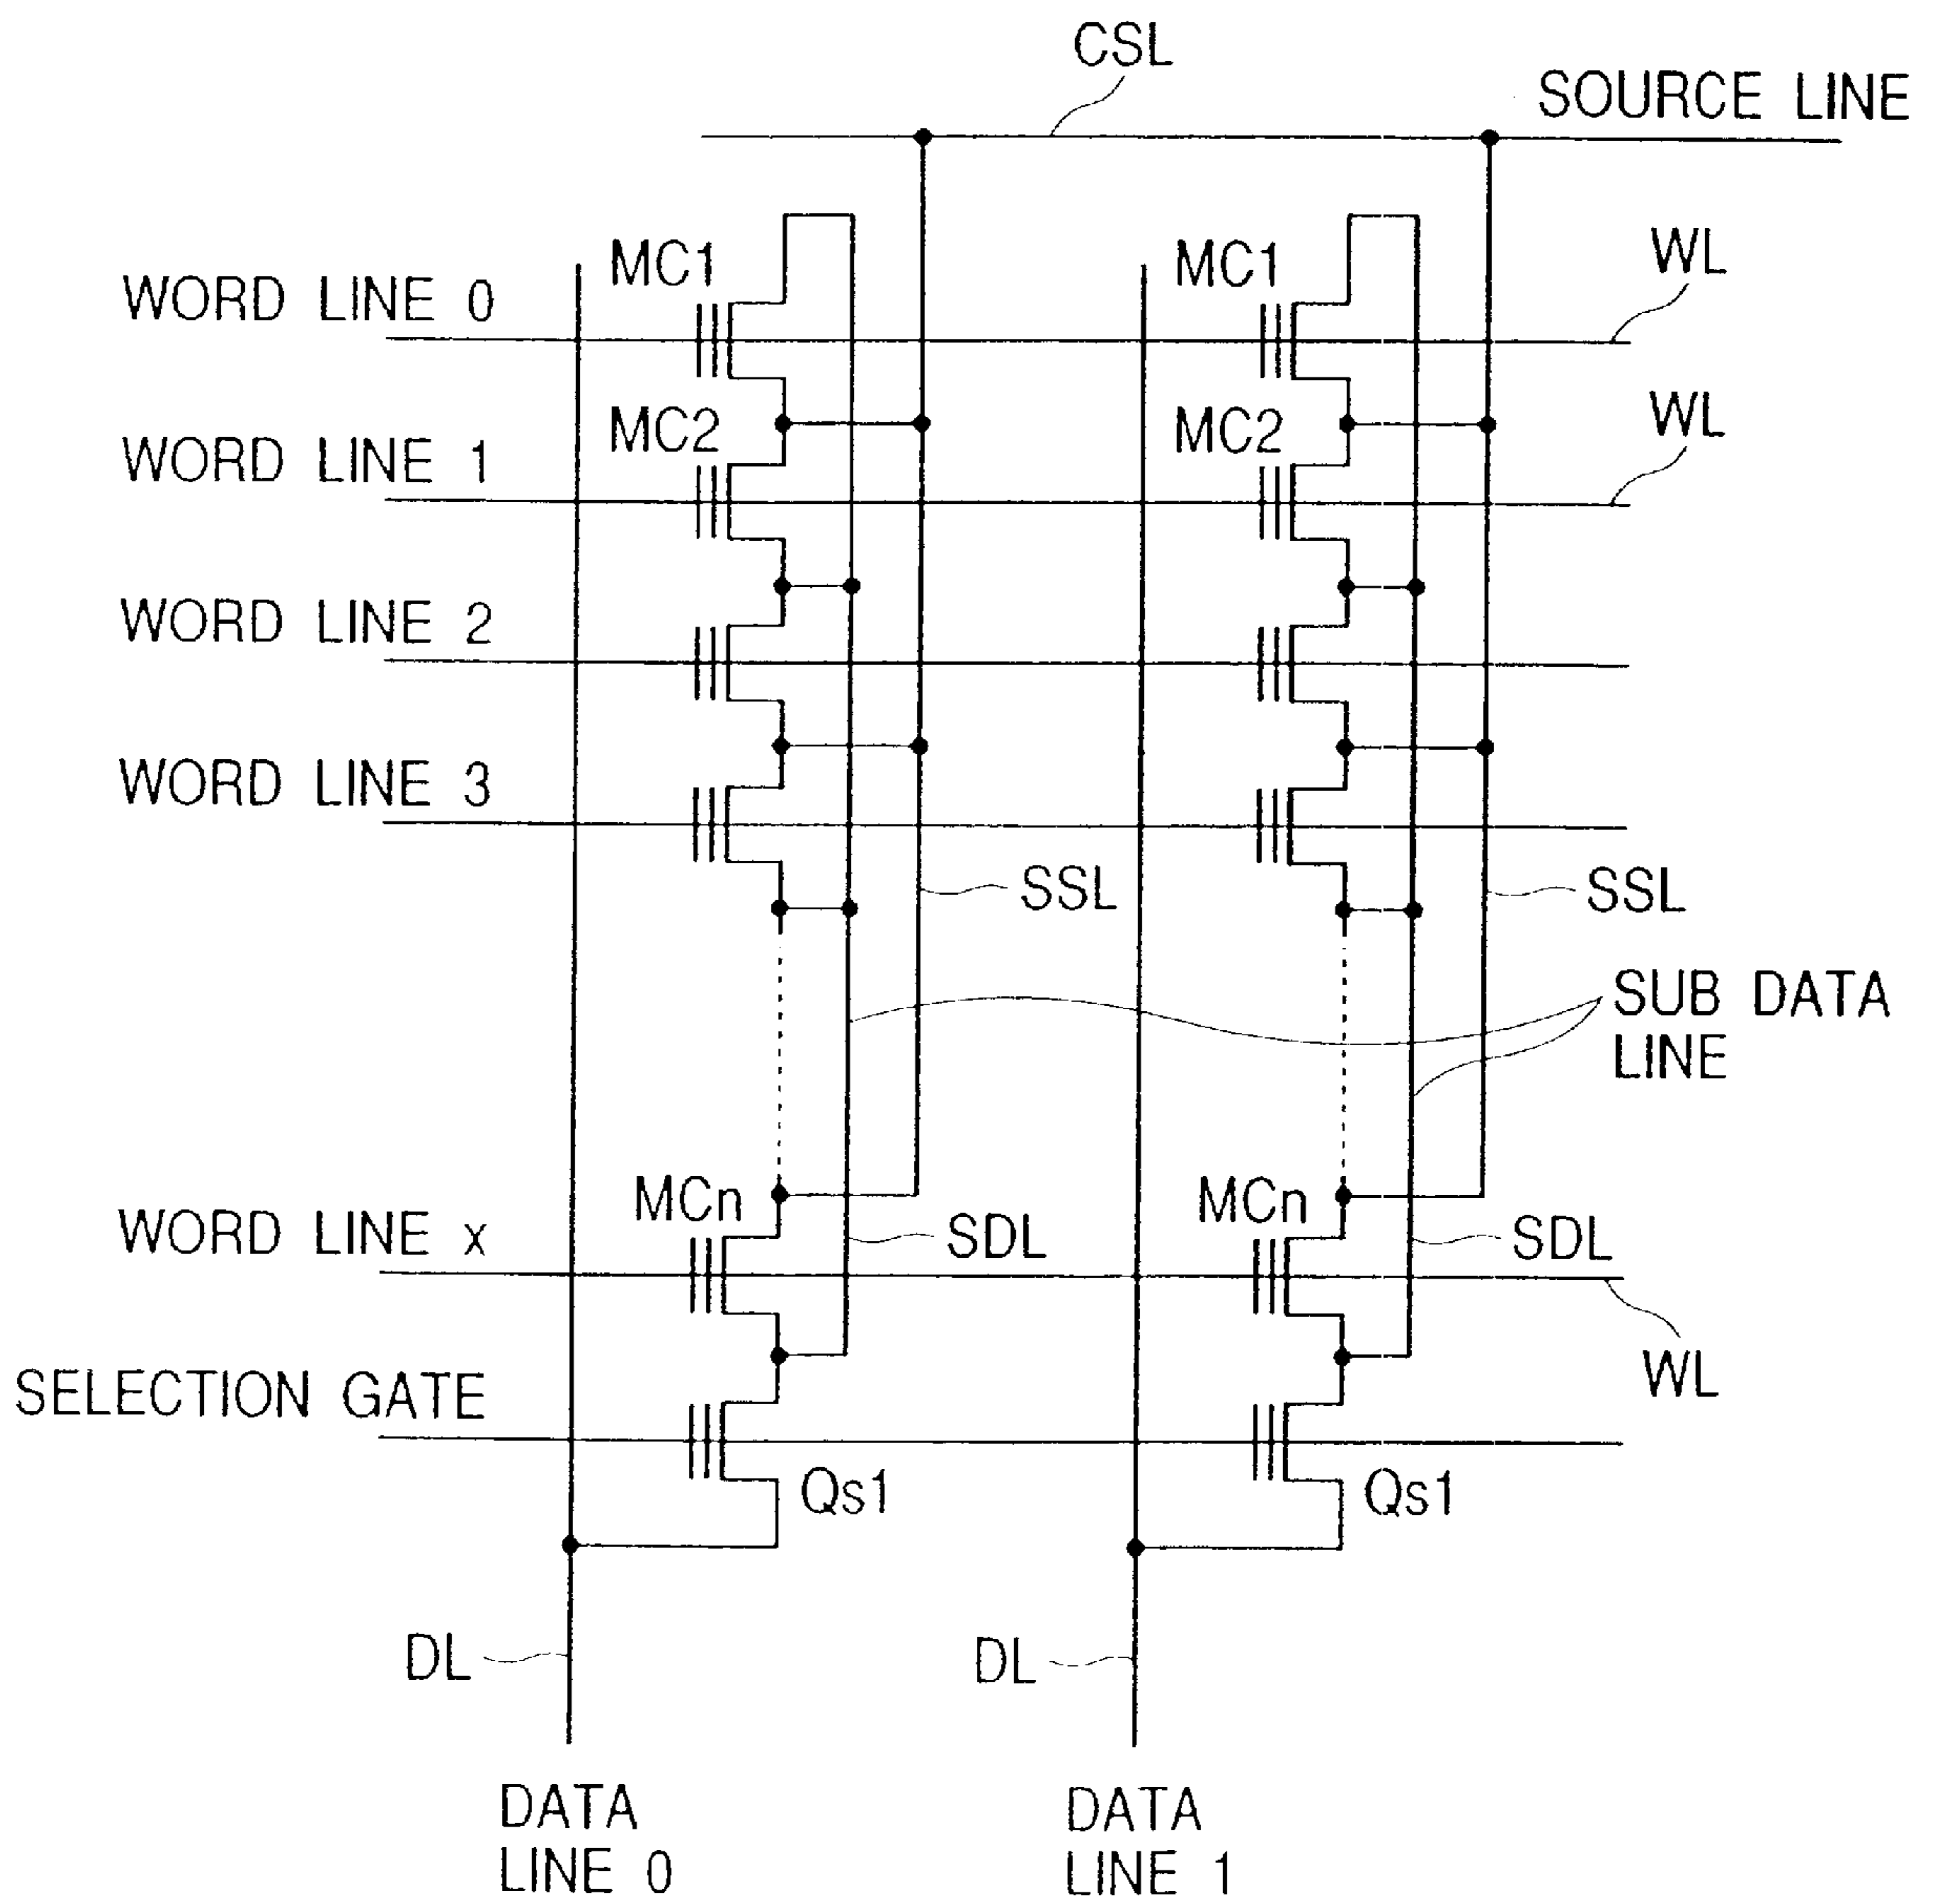 CSL
SOURCE LINE
MC1
MC1
WL
WORD LINE 0
MC2
MC2
WL
WORD LINE 1
WORD LINE 2
WORD LINE 3
SSL
SSL
SUB DATA
LINE
MCn
MCn
WORD LINE x
SDL
SDL
WL
SELECTION GATE
Qs1
Qs1
DL
DL
DATA
LINE 0
DATA
LINE 1